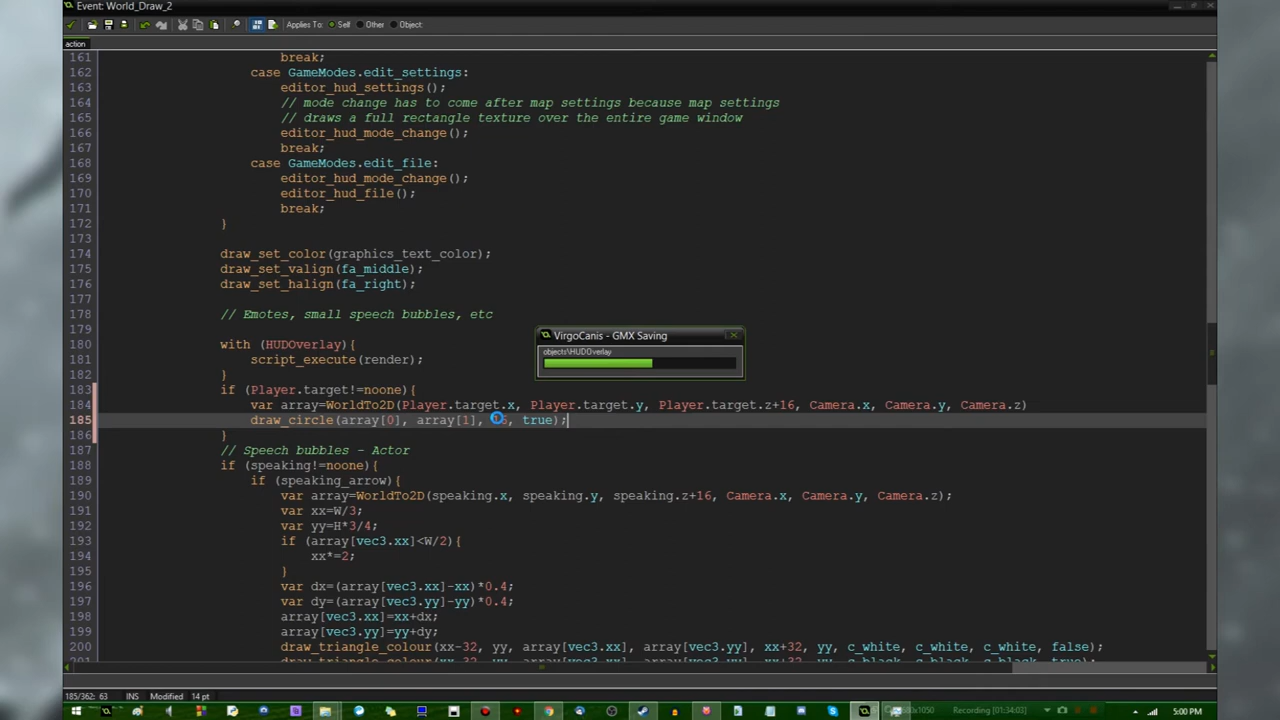 Event: World_Draw_2
Applies To: Self Other Object
action
161 break;
162 case GameModes.edit_settings:
163 editor_hud_settings();
164 // mode change has to come after map settings because map settings
165 // draws a full rectangle texture over the entire game window
166 editor_hud_mode_change();
167 break;
168 case GameModes.edit_file:
169 editor_hud_mode_change();
170 editor_hud_file();
171 break;
172 }
173
174 draw_set_color(graphics_text_color);
175 draw_set_valign(fa_middle);
176 draw_set_halign(fa_right);
177
178 // Emotes, small speech bubbles, etc
179
180 with (HUDOverlay){
181 script_execute(render);
182 }
183 if (Player.target!=noone){
184 var array=WorldTo2D(Player.target.x, Player.target.y, Player.target.z+16, Camera.x, Camera.y, Camera.z)
185 draw_circle(array[0], array[1], true);
186 }
187 // Speech bubbles - Actor
188 if (speaking!=noone){
189 if (speaking_arrow){
190 var array=WorldTo2D(speaking.x, speaking.y, speaking.z+16, Camera.x, Camera.y, Camera.z);
191 var xx=W/3;
192 var yy=H*3/4;
193 if (array[vec3.xx]<W/2){
194 xx*=2;
195 }
196 var dx=(array[vec3.xx]-xx)*0.4;
197 var dy=(array[vec3.yy]-yy)*0.4;
198 array[vec3.xx]=xx+dx;
199 array[vec3.yy]=yy+dy;
200 draw_triangle_colour(xx-32, yy, array[vec3.xx], array[vec3.yy], xx+32, yy, c_white, c_white, c_white, false);
VirgoCanis - GMX Saving
objects\HUDOverlay
185/362: 63 INS Modified 14 pt
Recording [01:34:03]
5:00 PM